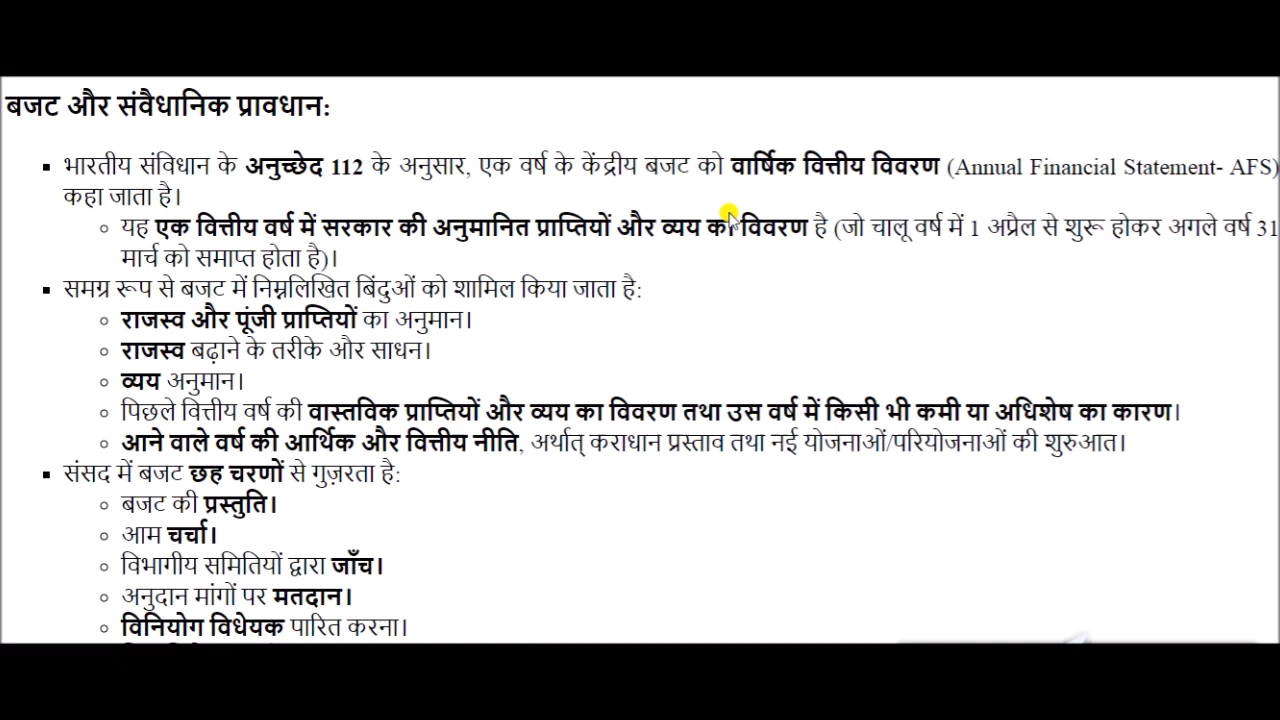 बजट और संवैधानिक प्रावधान:
भारतीय संविधान के अनुच्छेद 112 के अनुसार, एक वर्ष के केंद्रीय बजट को वार्षिक वित्तीय विवरण (Annual Financial Statement- AFS)
कहा जाता है।
यह एक वित्तीय वर्ष में सरकार की अनुमानित प्राप्तियों और व्यय का विवरण है (जो चालू वर्ष में 1 अप्रैल से शुरू होकर अगले वर्ष 31
मार्च को समाप्त होता है)।
समग्र रूप से बजट में निम्नलिखित बिंदुओं को शामिल किया जाता है:
राजस्व और पूंजी प्राप्तियों का अनुमान।
राजस्व बढ़ाने के तरीके और साधन।
व्यय अनुमान।
पिछले वित्तीय वर्ष की वास्तविक प्राप्तियों और व्यय का विवरण तथा उस वर्ष में किसी भी कमी या अधिशेष का कारण।
आने वाले वर्ष की आर्थिक और वित्तीय नीति, अर्थात् कराधान प्रस्ताव तथा नई योजनाओं/परियोजनाओं की शुरुआत।
संसद में बजट छह चरणों से गुज़रता है:
बजट की प्रस्तुति।
आम चर्चा।
विभागीय समितियों द्वारा जाँच।
अनुदान मांगों पर मतदान।
विनियोग विधेयक पारित करना।